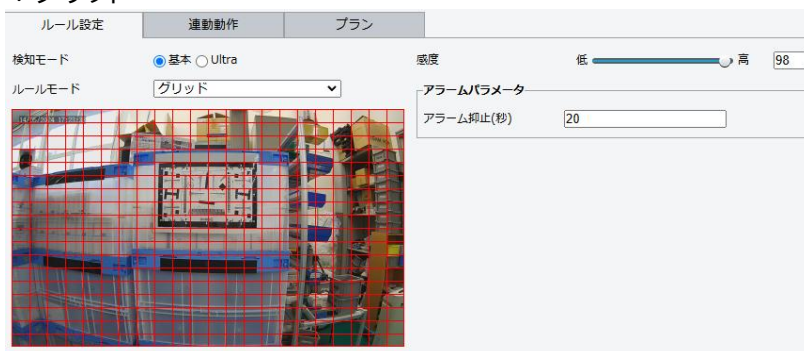 ルール設定 連動動作 プラン
検知モード 基本 Ultra
ルールモード グリッド
感度 低 高 98
アラームパラメータ
アラーム抑止(秒) 20